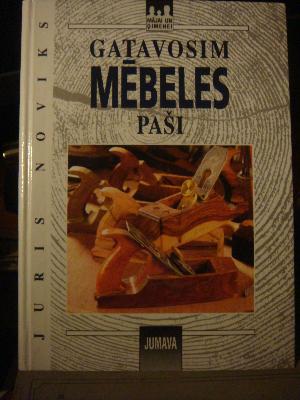 MĀJAI UN
ĢIMENEI
GATAVOSIM
MĒBELES
PAŠI
JURIS NOVIKS
JUMAVA